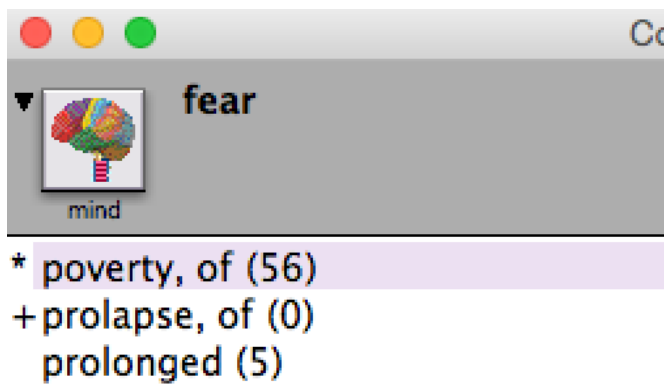 Co
fear
mind
* poverty, of (56)
+prolapse, of (0)
prolonged (5)